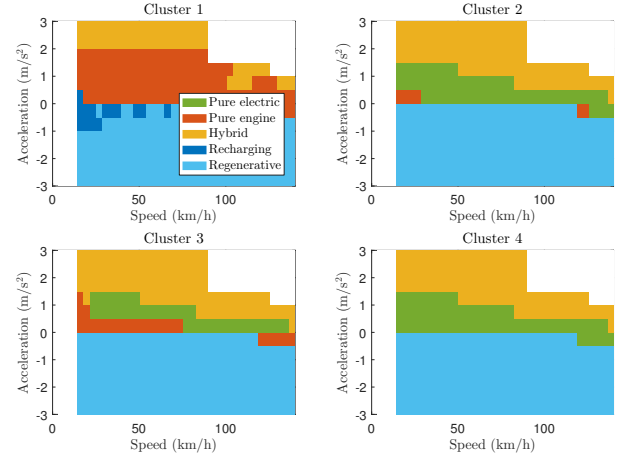 Cluster 1
Acceleration (m/s²)
3
2
1
0
-1
-2
-3
0
50
100
Speed (km/h)
Pure electric
Pure engine
Hybrid
Recharging
Regenerative
Cluster 2
Acceleration (m/s²)
3
2
1
0
-1
-2
-3
0
50
100
Speed (km/h)
Cluster 3
Acceleration (m/s²)
3
2
1
0
-1
-2
-3
0
50
100
Speed (km/h)
Cluster 4
Acceleration (m/s²)
3
2
1
0
-1
-2
-3
0
50
100
Speed (km/h)